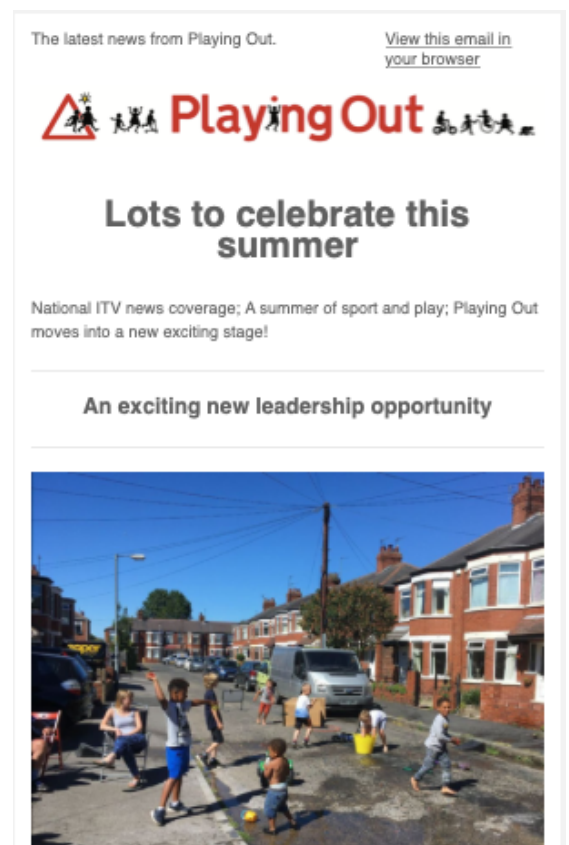 The latest news from Playing Out.
View this email in
your browser
Playing Out
Lots to celebrate this
summer
National ITV news coverage; A summer of sport and play; Playing Out
moves into a new exciting stage!
An exciting new leadership opportunity